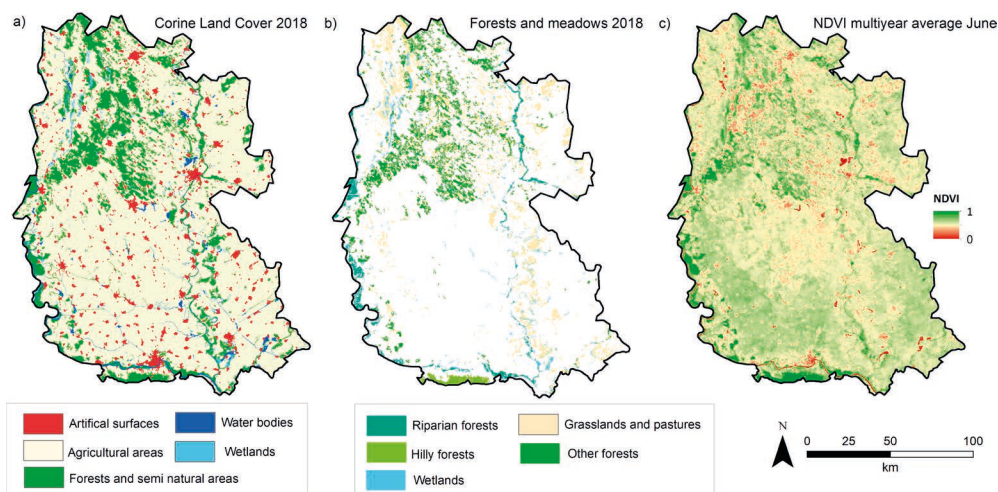 a) Corine Land Cover 2018
b) Forests and meadows 2018
c) NDVI multiyear average June
NDVI
1
0
Artifical surfaces
Water bodies
Agricultural areas
Wetlands
Forests and semi natural areas
Riparian forests
Grasslands and pastures
Hilly forests
Other forests
Wetlands
N
0 25 50 100
km